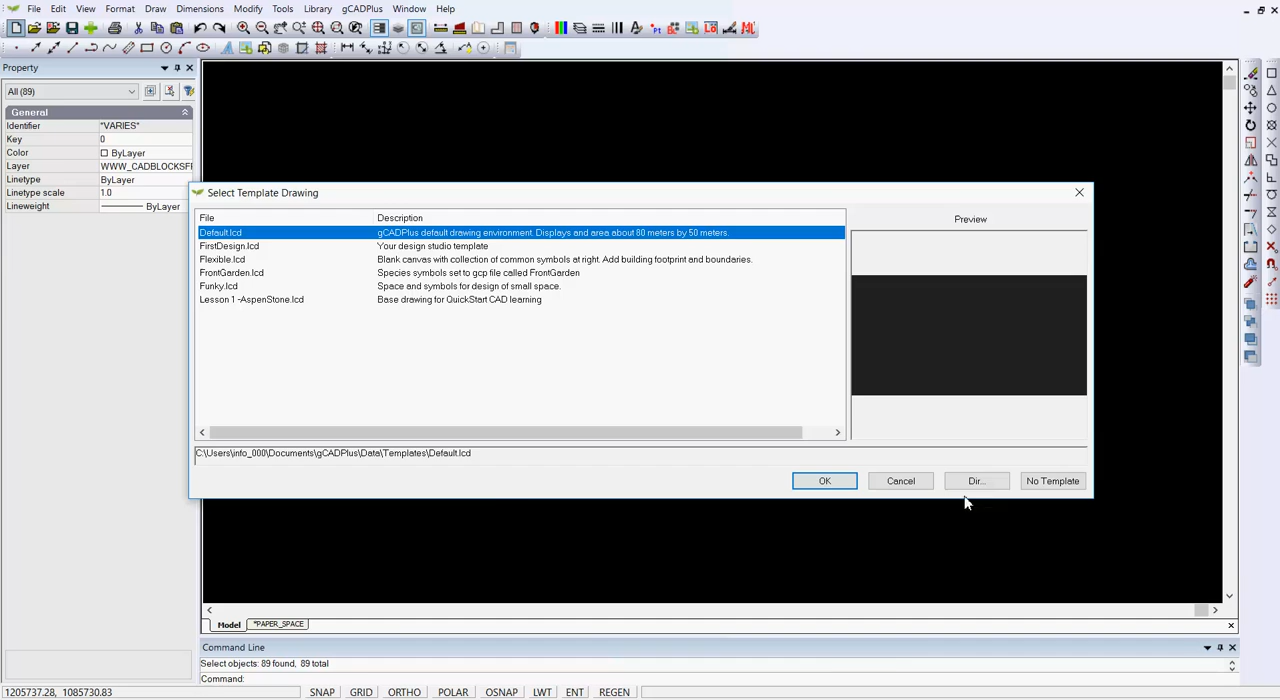 File Edit View Format Draw Dimensions Modify Tools Library gCADPlus Window Help
Property
All (89)
General
Identifier "VARIES"
Key 0
Color ByLayer
Layer WWW_CADBLOCKSF
Linetype ByLayer
Linetype scale 1.0
Lineweight ByLayer
Select Template Drawing
File Description
Default.lcd gCADPlus default drawing environment. Displays and area about 80 meters by 50 meters.
FirstDesign.lcd Your design studio template
Flexible.lcd Blank canvas with collection of common symbols at right. Add building footprint and boundaries.
FrontGarden.lcd Species symbols set to gcp file called FrontGarden
Funky.lcd Space and symbols for design of small space.
Lesson 1 -AspenStone.lcd Base drawing for QuickStart CAD learning
Preview
C:\Users\info_000\Documents\gCADPlus\Data\Templates\Default.lcd
OK Cancel Dir... No Template
Model *PAPER_SPACE
Command Line
Select objects: 89 found, 89 total
Command:
1205737.28, 1085730.83 SNAP GRID ORTHO POLAR OSNAP LWT ENT REGEN